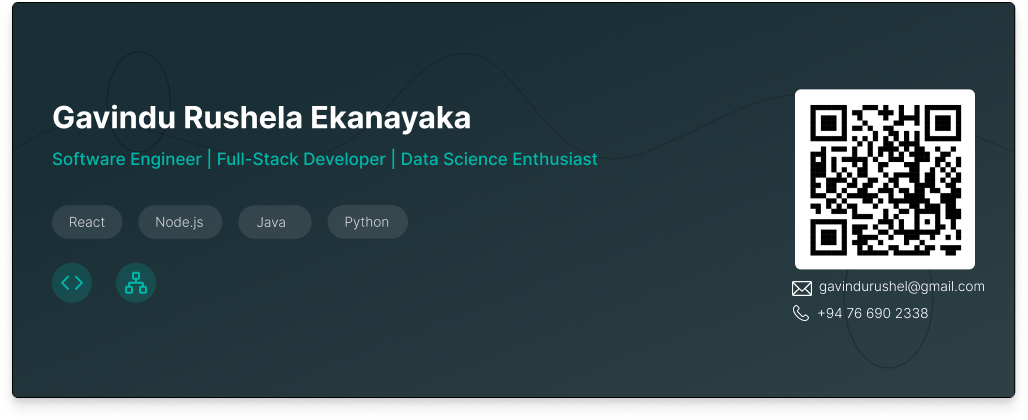 Gavindu Rushela Ekanayaka
Software Engineer | Full-Stack Developer | Data Science Enthusiast
React Node.js Java Python
gavindurushel@gmail.com
+94 76 690 2338